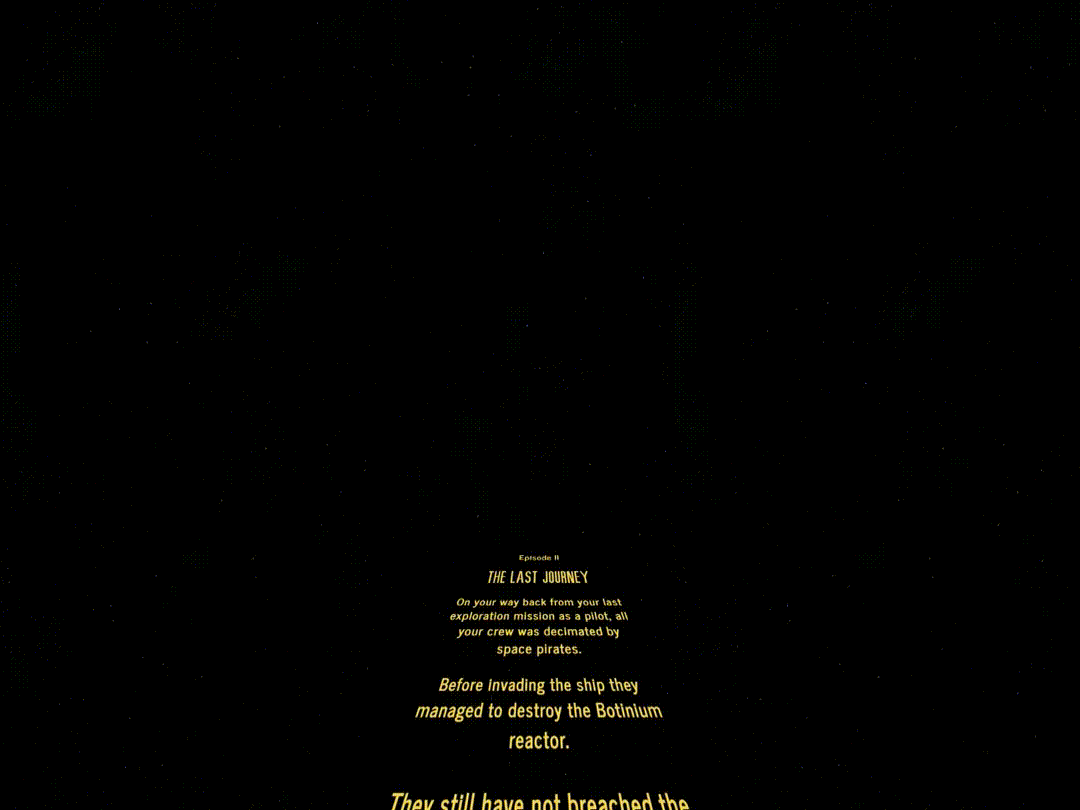 Episode II
THE LAST JOURNEY
On your way back from your last
exploration mission as a pilot, all
your crew was decimated by
space pirates.
Before invading the ship they
managed to destroy the Botinium
reactor.
They still have not breached the